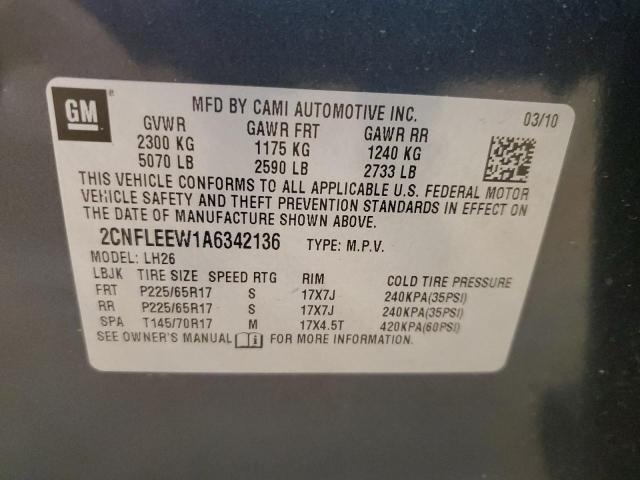 GM ®
MFD BY CAMI AUTOMOTIVE INC. 03/10
GVWR GAWR FRT GAWR RR
2300 KG 1175 KG 1240 KG
5070 LB 2590 LB 2733 LB
THIS VEHICLE CONFORMS TO ALL APPLICABLE U.S. FEDERAL MOTOR
VEHICLE SAFETY AND THEFT PREVENTION STANDARDS IN EFFECT ON
THE DATE OF MANUFACTURE SHOWN ABOVE.
2CNFLEEW1A6342136 TYPE: M.P.V.
MODEL: LH26
LBJK TIRE SIZE SPEED RTG RIM COLD TIRE PRESSURE
FRT P225/65R17 S 17X7J 240KPA(35PSI)
RR P225/65R17 S 17X7J 240KPA(35PSI)
SPA T145/70R17 M 17X4.5T 420KPA(60PSI)
SEE OWNER'S MANUAL i FOR MORE INFORMATION.